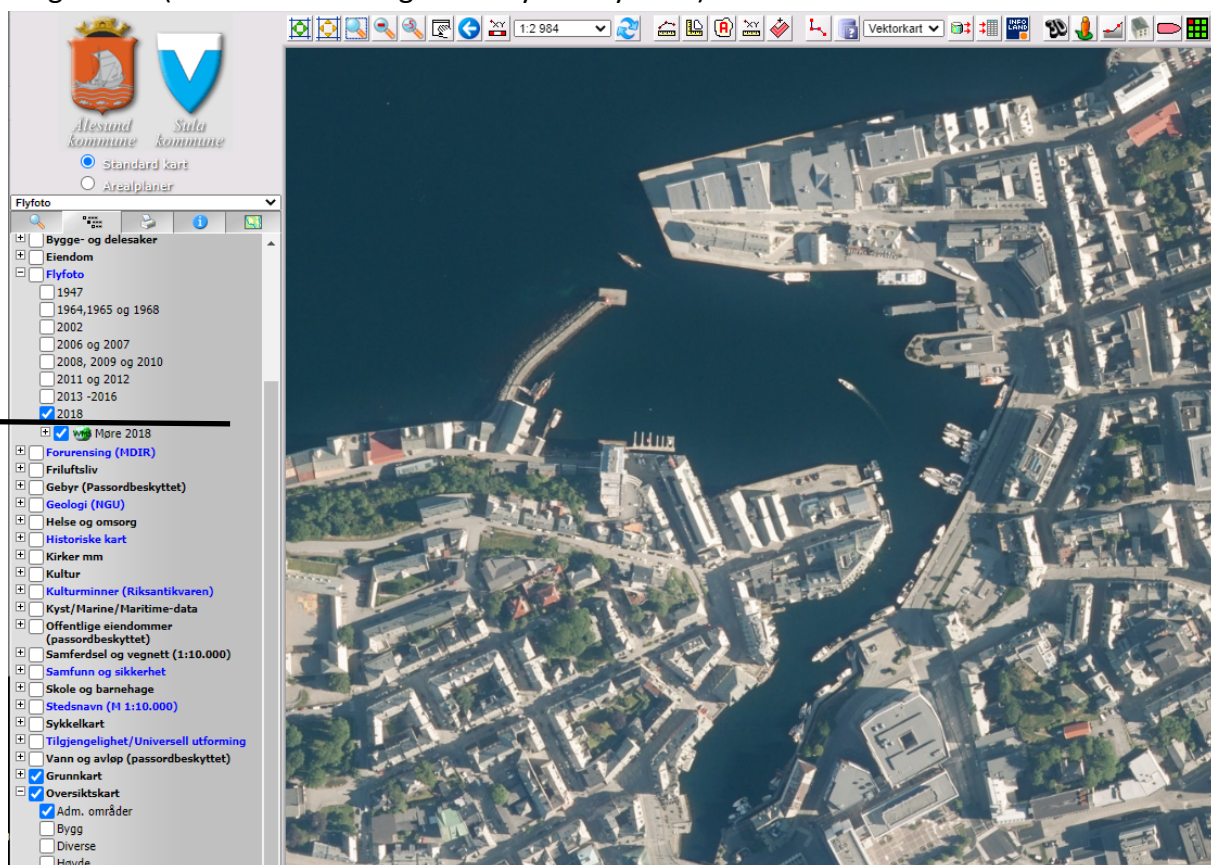 1:2 984
Vektorkart
INFO
LAND
3D
Ålesund
kommune
Sula
kommune
Standard kart
Arealplaner
Flyfoto
Bygge- og delesaker
Eiendom
Flyfoto
1947
1964,1965 og 1968
2002
2006 og 2007
2008, 2009 og 2010
2011 og 2012
2013 -2016
2018
Møre 2018
Forurensing (MDIR)
Friluftsliv
Gebyr (Passordbeskyttet)
Geologi (NGU)
Helse og omsorg
Historiske kart
Kirker mm
Kultur
Kulturminner (Riksantikvaren)
Kyst/Marine/Maritime-data
Offentlige eiendommer
(passordbeskyttet)
Samferdsel og vegnett (1:10.000)
Samfunn og sikkerhet
Skole og barnehage
Stedsnavn (M 1:10.000)
Sykkelkart
Tilgjengelighet/Universell utforming
Vann og avløp (passordbeskyttet)
Grunnkart
Oversiktskart
Adm. områder
Bygg
Diverse
Høyde